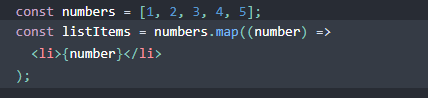 const numbers = [1, 2, 3, 4, 5];
const listItems = numbers.map((number) =>
  <li>{number}</li>
);